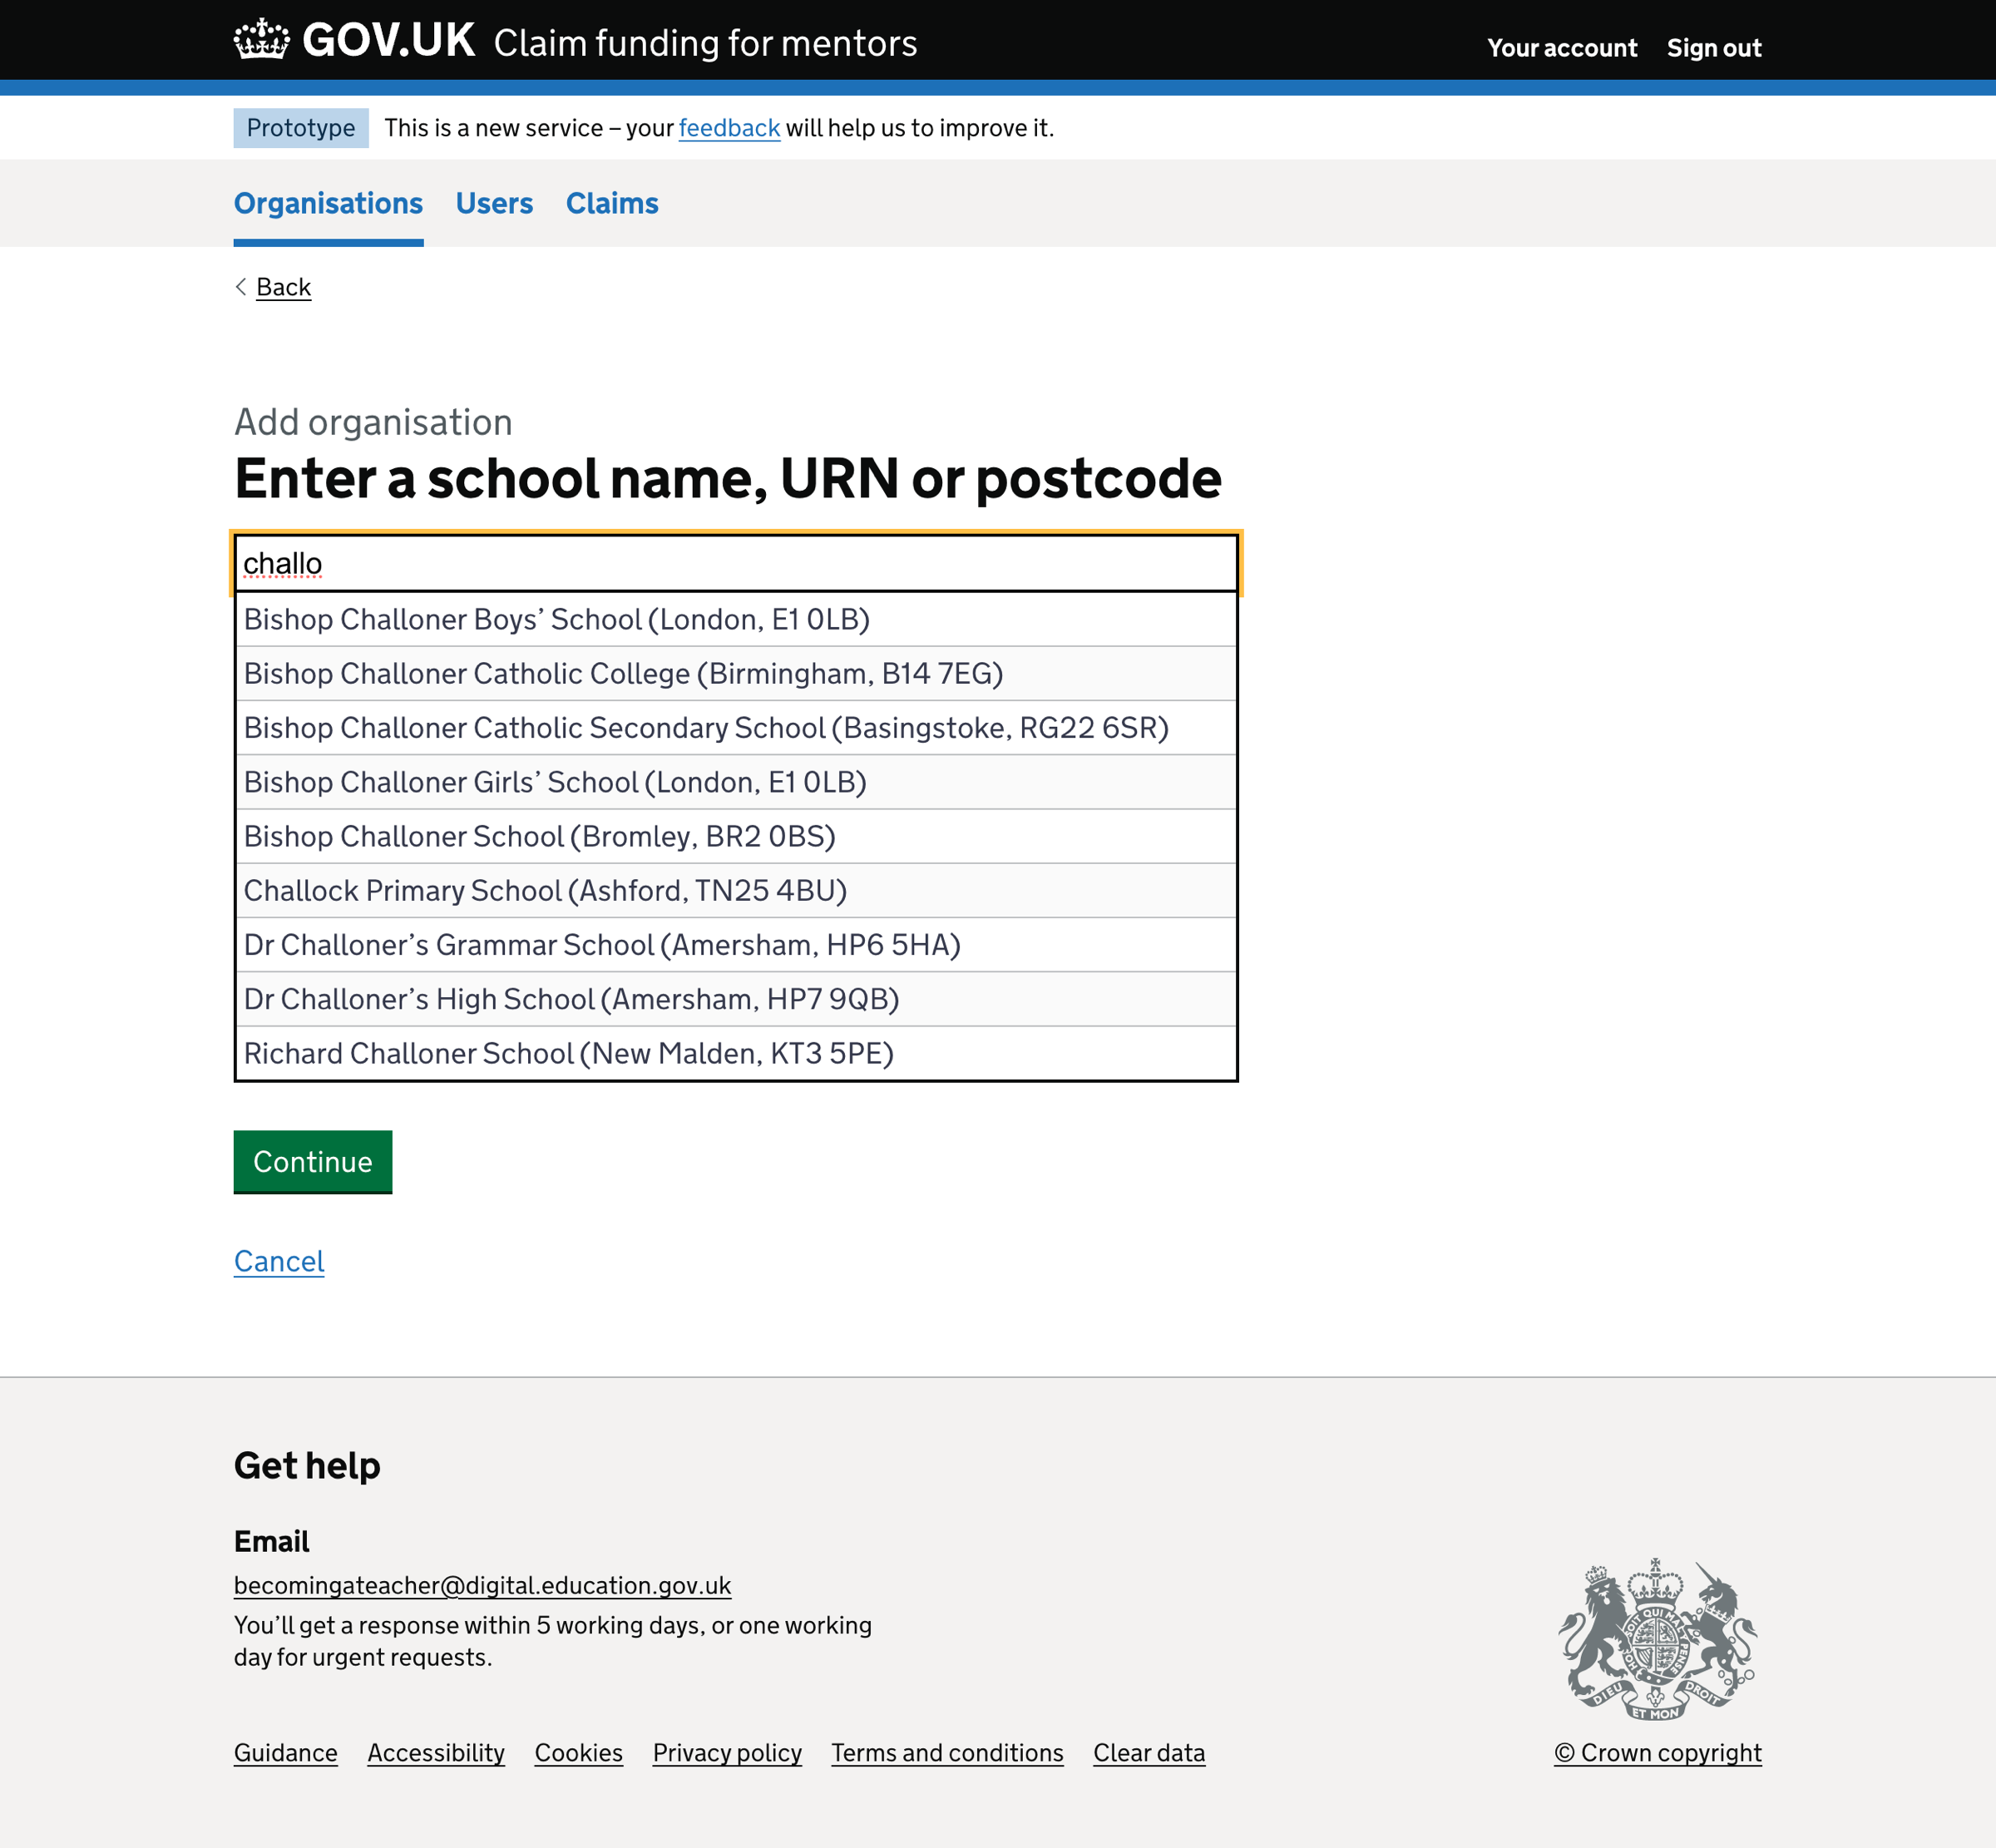 GOV.UK Claim funding for mentors
Your account Sign out
Prototype This is a new service – your feedback will help us to improve it.
Organisations Users Claims
Back
Add organisation
Enter a school name, URN or postcode
challo
Bishop Challoner Boys’ School (London, E1 0LB)
Bishop Challoner Catholic College (Birmingham, B14 7EG)
Bishop Challoner Catholic Secondary School (Basingstoke, RG22 6SR)
Bishop Challoner Girls’ School (London, E1 0LB)
Bishop Challoner School (Bromley, BR2 0BS)
Challock Primary School (Ashford, TN25 4BU)
Dr Challoner’s Grammar School (Amersham, HP6 5HA)
Dr Challoner’s High School (Amersham, HP7 9QB)
Richard Challoner School (New Malden, KT3 5PE)
Continue
Cancel
Get help
Email
becomingateacher@digital.education.gov.uk
You’ll get a response within 5 working days, or one working
day for urgent requests.
SOIT QUI MAL
PENSE
HON
DIEU ET MON DROIT
Guidance Accessibility Cookies Privacy policy Terms and conditions Clear data
© Crown copyright